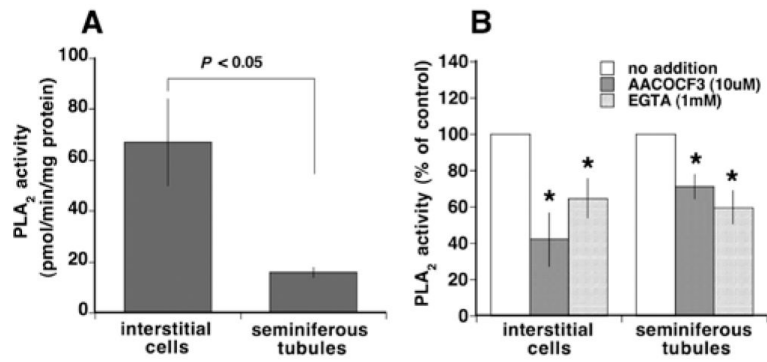 A
PLA₂ activity
(pmol/min/mg protein)
100
80
60
40
20
0
P < 0.05
interstitial
cells
seminiferous
tubules
B
PLA₂ activity (% of control)
140
120
100
80
60
40
20
0
no addition
AACOCF3 (10uM)
EGTA (1mM)
*
*
*
*
interstitial
cells
seminiferous
tubules